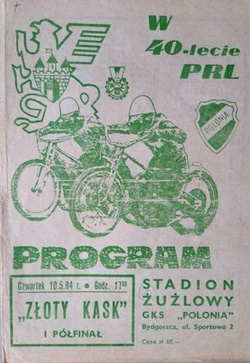 W
40-lecie
PRL
POLONIA
PROGRAM
Czwartek 10.5.84 r. • Godz. 17⁰⁰
„ZŁOTY KASK"
I PÓŁFINAŁ
STADION
ŻUŻLOWY
GKS „POLONIA"
Bydgoszcz, ul. Sportowa 2
Cena zł 40,—